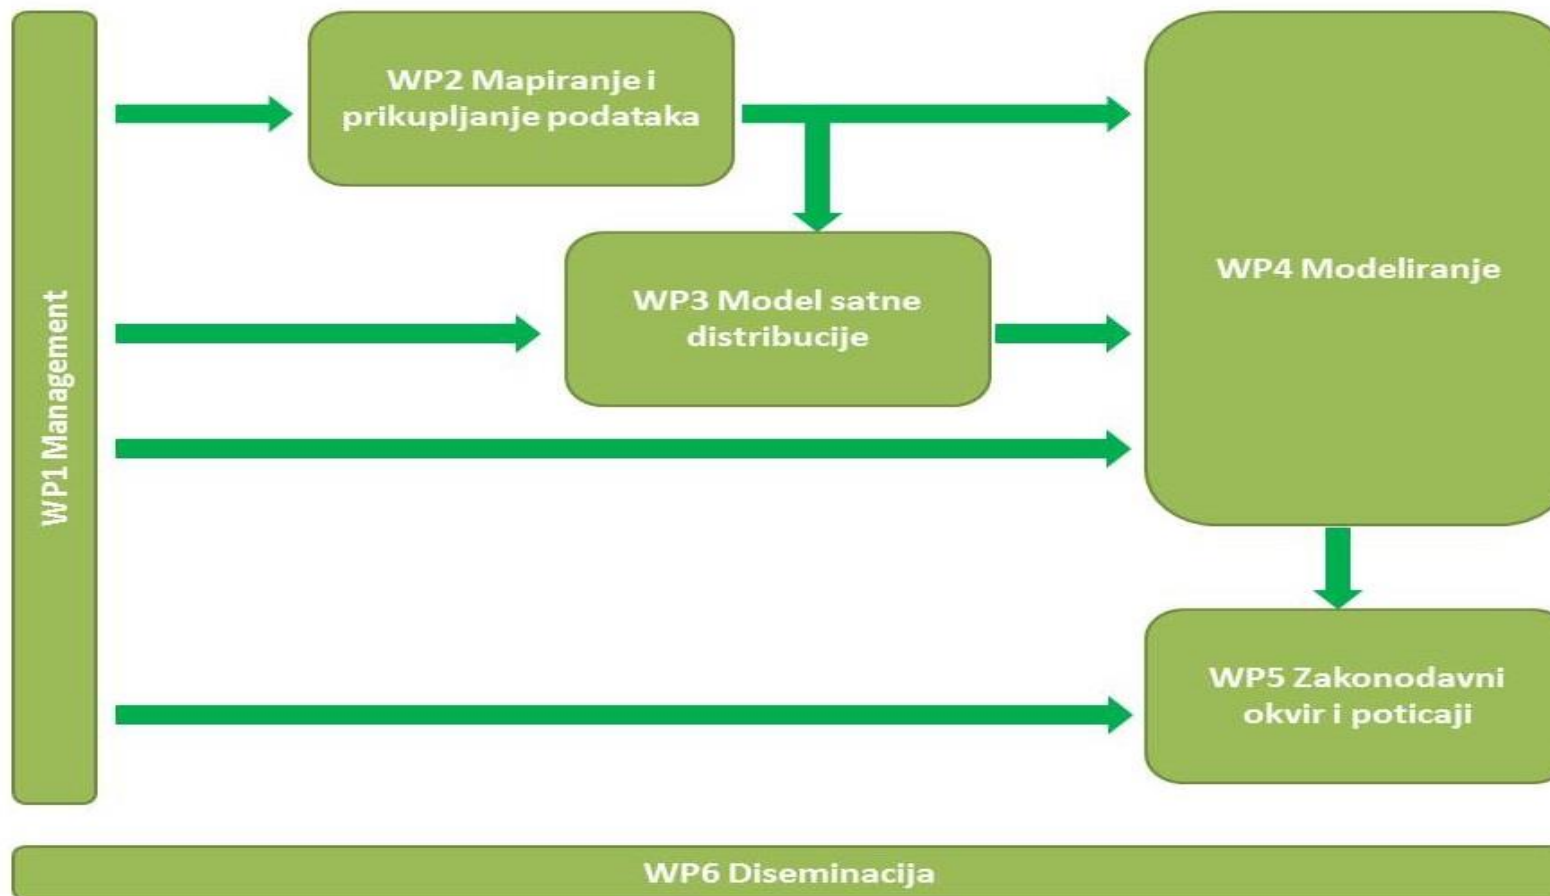 WP1 Management
WP2 Mapiranje i
prikupljanje podataka
WP3 Model satne
distribucije
WP4 Modeliranje
WP5 Zakonodavni
okvir i poticaji
WP6 Diseminacija